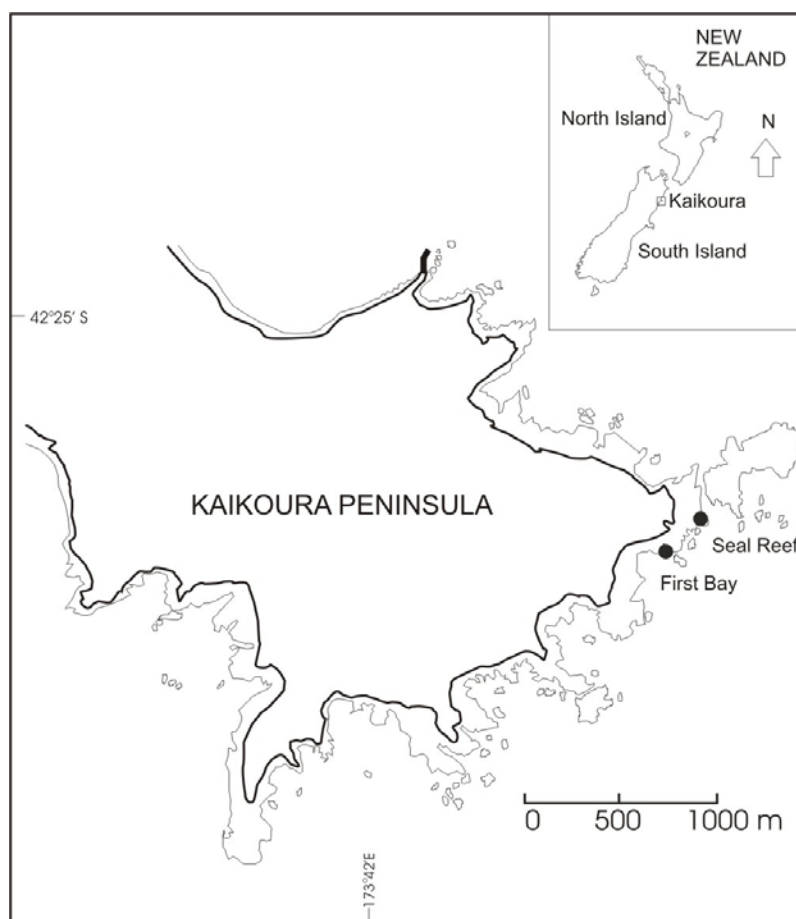 NEW
ZEALAND
North Island
N
Kaikoura
South Island
42°25' S
KAIKOURA PENINSULA
Seal Reef
First Bay
0 500 1000 m
173°42'E